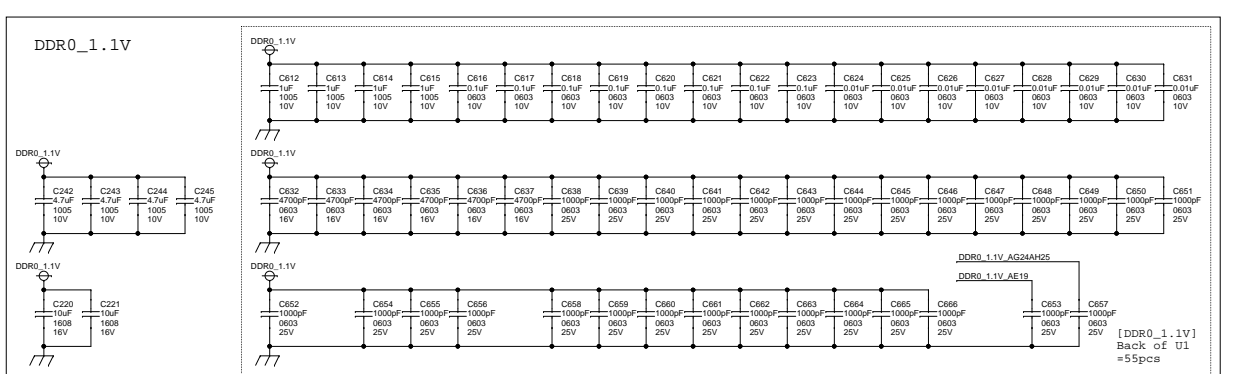 DDR0_1.1V
DDR0_1.1V
C612 C613 C614 C615 C616 C617 C618 C619 C620 C621 C622 C623 C624 C625 C626 C627 C628 C629 C630 C631
1uF 1uF 1uF 1uF 0.1uF 0.1uF 0.1uF 0.1uF 0.1uF 0.1uF 0.1uF 0.1uF 0.01uF 0.01uF 0.01uF 0.01uF 0.01uF 0.01uF 0.01uF 0.01uF
1005 1005 1005 1005 0603 0603 0603 0603 0603 0603 0603 0603 0603 0603 0603 0603 0603 0603 0603 0603
10V 10V 10V 10V 10V 10V 10V 10V 10V 10V 10V 10V 10V 10V 10V 10V 10V 10V 10V 10V
DDR0_1.1V
C242 C243 C244 C245
4.7uF 4.7uF 4.7uF 4.7uF
1005 1005 1005 1005
10V 10V 10V 10V
DDR0_1.1V
C632 C633 C634 C635 C636 C637 C638 C639 C640 C641 C642 C643 C644 C645 C646 C647 C648 C649 C650 C651
4700pF 4700pF 4700pF 4700pF 4700pF 4700pF 1000pF 1000pF 1000pF 1000pF 1000pF 1000pF 1000pF 1000pF 1000pF 1000pF 1000pF 1000pF 1000pF 1000pF
0603 0603 0603 0603 0603 0603 0603 0603 0603 0603 0603 0603 0603 0603 0603 0603 0603 0603 0603 0603
16V 16V 16V 16V 16V 16V 25V 25V 25V 25V 25V 25V 25V 25V 25V 25V 25V 25V 25V 25V
DDR0_1.1V
C220 C221
10uF 10uF
1608 1608
16V 16V
DDR0_1.1V
DDR0_1.1V_AG24AH25
DDR0_1.1V_AE19
C652 C654 C655 C656 C658 C659 C660 C661 C662 C663 C664 C665 C666 C653 C657
1000pF 1000pF 1000pF 1000pF 1000pF 1000pF 1000pF 1000pF 1000pF 1000pF 1000pF 1000pF 1000pF 1000pF 1000pF
0603 0603 0603 0603 0603 0603 0603 0603 0603 0603 0603 0603 0603 0603 0603
25V 25V 25V 25V 25V 25V 25V 25V 25V 25V 25V 25V 25V 25V 25V
[DDR0_1.1V]
Back of U1
=55pcs